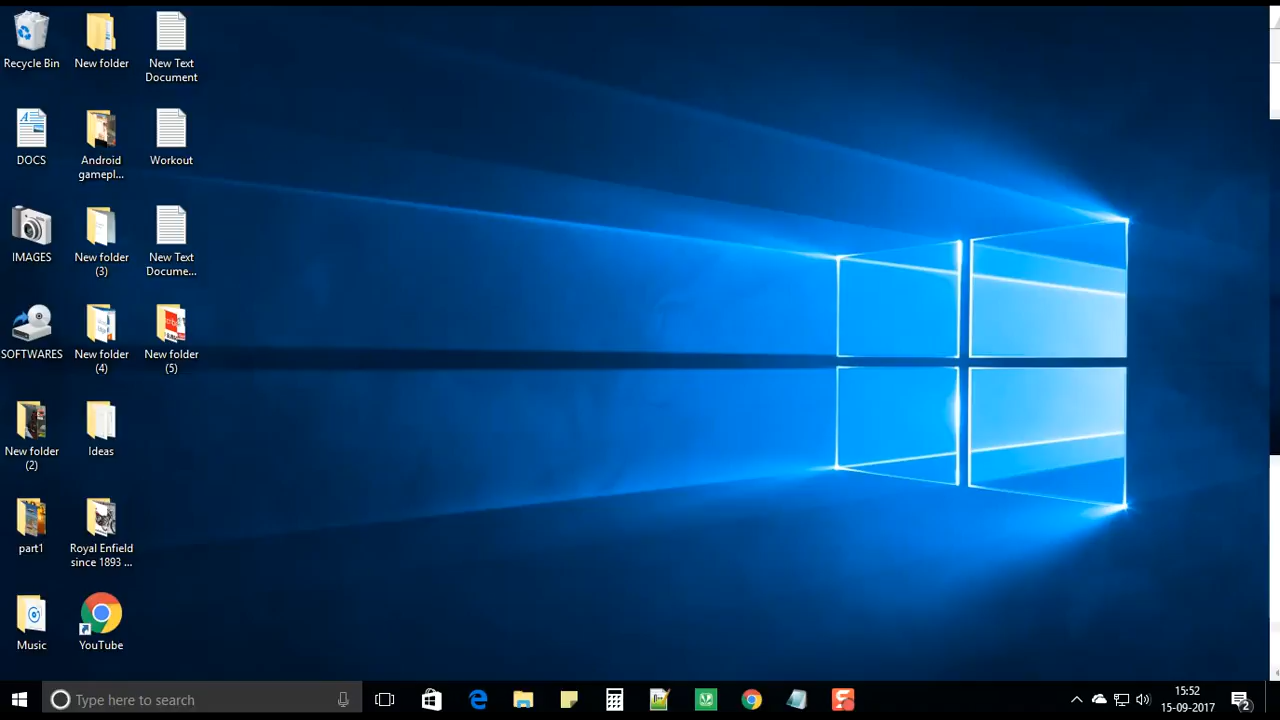 Recycle Bin
New folder
New Text
Document
DOCS
Android
gamepl...
Workout
IMAGES
New folder
(3)
New Text
Docume...
SOFTWARES
New folder
(4)
New folder
(5)
New folder
(2)
Ideas
part1
Royal Enfield
since 1893 ...
Music
YouTube
Type here to search
15:52
15-09-2017
2